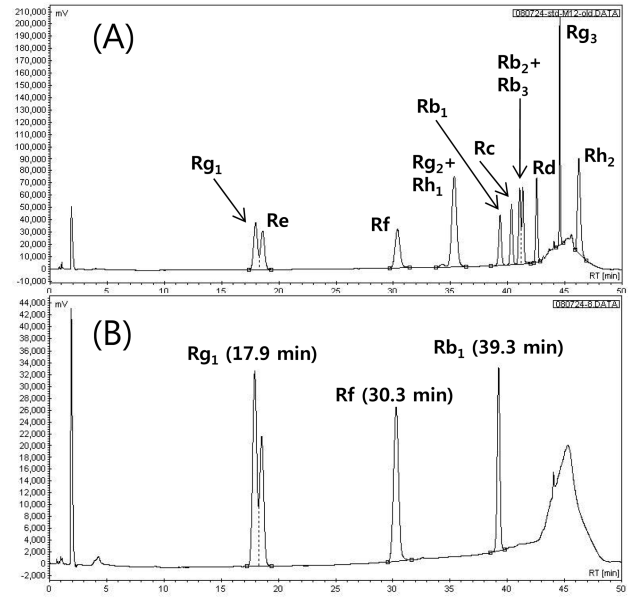 mV
080724-std-M12-old.DATA
210,000
200,000
190,000
180,000
170,000
160,000
150,000
140,000
130,000
120,000
110,000
100,000
90,000
80,000
70,000
60,000
50,000
40,000
30,000
20,000
10,000
0
-10,000
(A)
Rg3
Rb2+
Rb3
Rb1
Rc
Rg2+
Rh1
Rd
Rh2
Rg1
Re
Rf
RT [min]
0 5 10 15 20 25 30 35 40 45 50
mV
080724-8.DATA
44,000
42,000
40,000
38,000
36,000
34,000
32,000
30,000
28,000
26,000
24,000
22,000
20,000
18,000
16,000
14,000
12,000
10,000
8,000
6,000
4,000
2,000
0
-2,000
(B)
Rg1 (17.9 min)
Rb1 (39.3 min)
Rf (30.3 min)
RT [min]
0 5 10 15 20 25 30 35 40 45 50